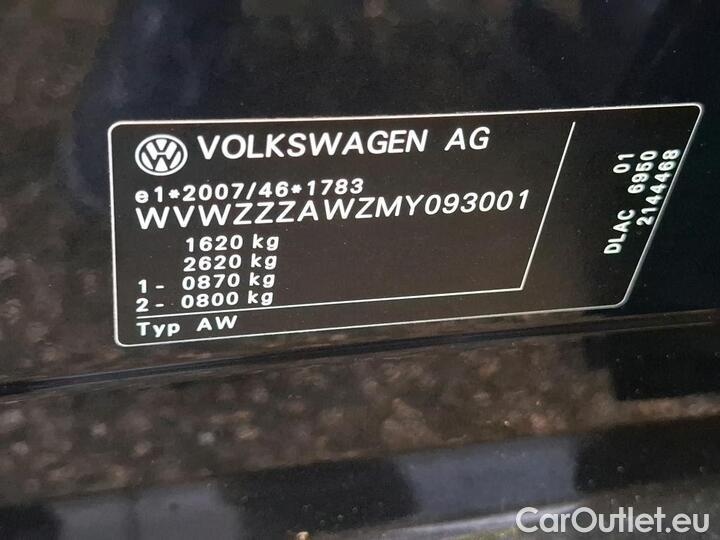 VOLKSWAGEN AG
e1*2007/46*1783
WVWZZZAWZMY093001
1620 kg
2620 kg
1- 0870 kg
2- 0800 kg
Typ AW
01
DLAC 6950
2144468
CarOutlet.eu